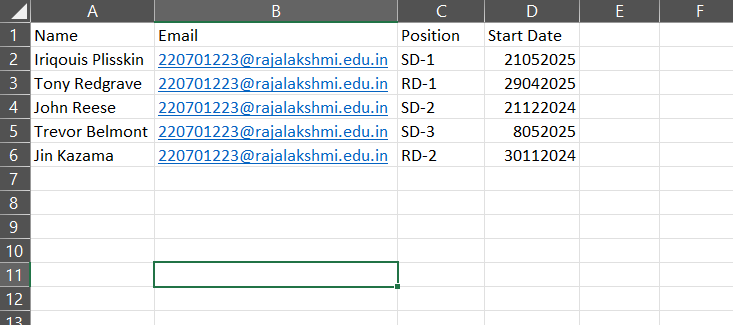 A B C D E F
1 Name Email Position Start Date
2 Iriqouis Plisskin 220701223@rajalakshmi.edu.in SD-1 21052025
3 Tony Redgrave 220701223@rajalakshmi.edu.in RD-1 29042025
4 John Reese 220701223@rajalakshmi.edu.in SD-2 21122024
5 Trevor Belmont 220701223@rajalakshmi.edu.in SD-3 8052025
6 Jin Kazama 220701223@rajalakshmi.edu.in RD-2 30112024
7
8
9
10
11
12
13